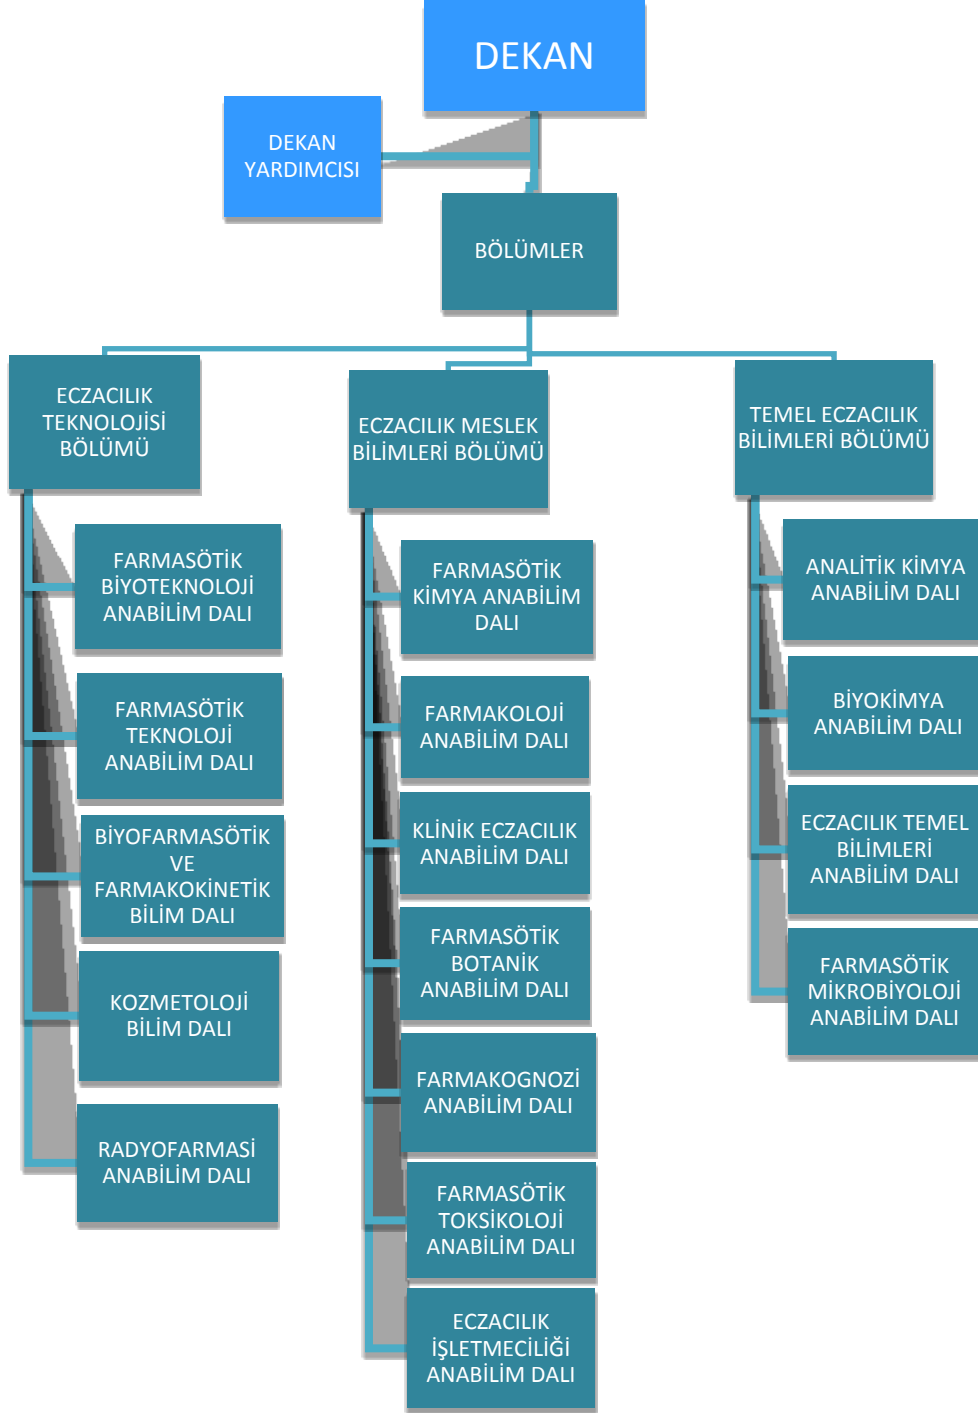 DEKAN
DEKAN
YARDIMCISI
BÖLÜMLER
ECZACILIK
TEKNOLOJİSİ
BÖLÜMÜ
FARMASÖTİK
BİYOTEKNOLOJİ
ANABİLİM DALI
FARMASÖTİK
TEKNOLOJİ
ANABİLİM DALI
BİYOFARMASÖTİK
VE
FARMAKOKİNETİK
BİLİM DALI
KOZMETOLOJİ
BİLİM DALI
RADYOFARMASİ
ANABİLİM DALI
ECZACILIK MESLEK
BİLİMLERİ BÖLÜMÜ
FARMASÖTİK
KİMYA ANABİLİM
DALI
FARMAKOLOJİ
ANABİLİM DALI
KLİNİK ECZACILIK
ANABİLİM DALI
FARMASÖTİK
BOTANİK
ANABİLİM DALI
FARMAKOGNOZİ
ANABİLİM DALI
FARMASÖTİK
TOKSİKOLOJİ
ANABİLİM DALI
ECZACILIK
İŞLETMECİLİĞİ
ANABİLİM DALI
TEMEL ECZACILIK
BİLİMLERİ BÖLÜMÜ
ANALİTİK KİMYA
ANABİLİM DALI
BİYOKİMYA
ANABİLİM DALI
ECZACILIK TEMEL
BİLİMLERİ
ANABİLİM DALI
FARMASÖTİK
MİKROBİYOLOJİ
ANABİLİM DALI